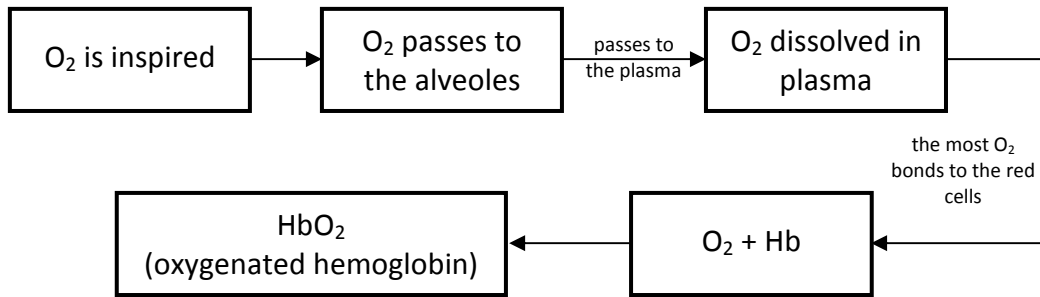 O₂ is inspired
O₂ passes to
the alveoles
passes to
the plasma
O₂ dissolved in
plasma
the most O₂
bonds to the red
cells
O₂ + Hb
HbO₂
(oxygenated hemoglobin)